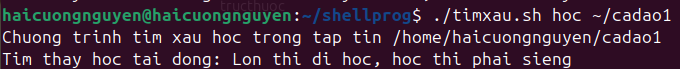 tructhuoc
haicuongnguyen@haicuongnguyen:~/shellprog$ ./timxau.sh hoc ~/cadao1
Chuong trinh tim xau hoc trong tap tin /home/haicuongnguyen/cadao1
Tim thay hoc tai dong: Lon thi di hoc, hoc thi phai sieng